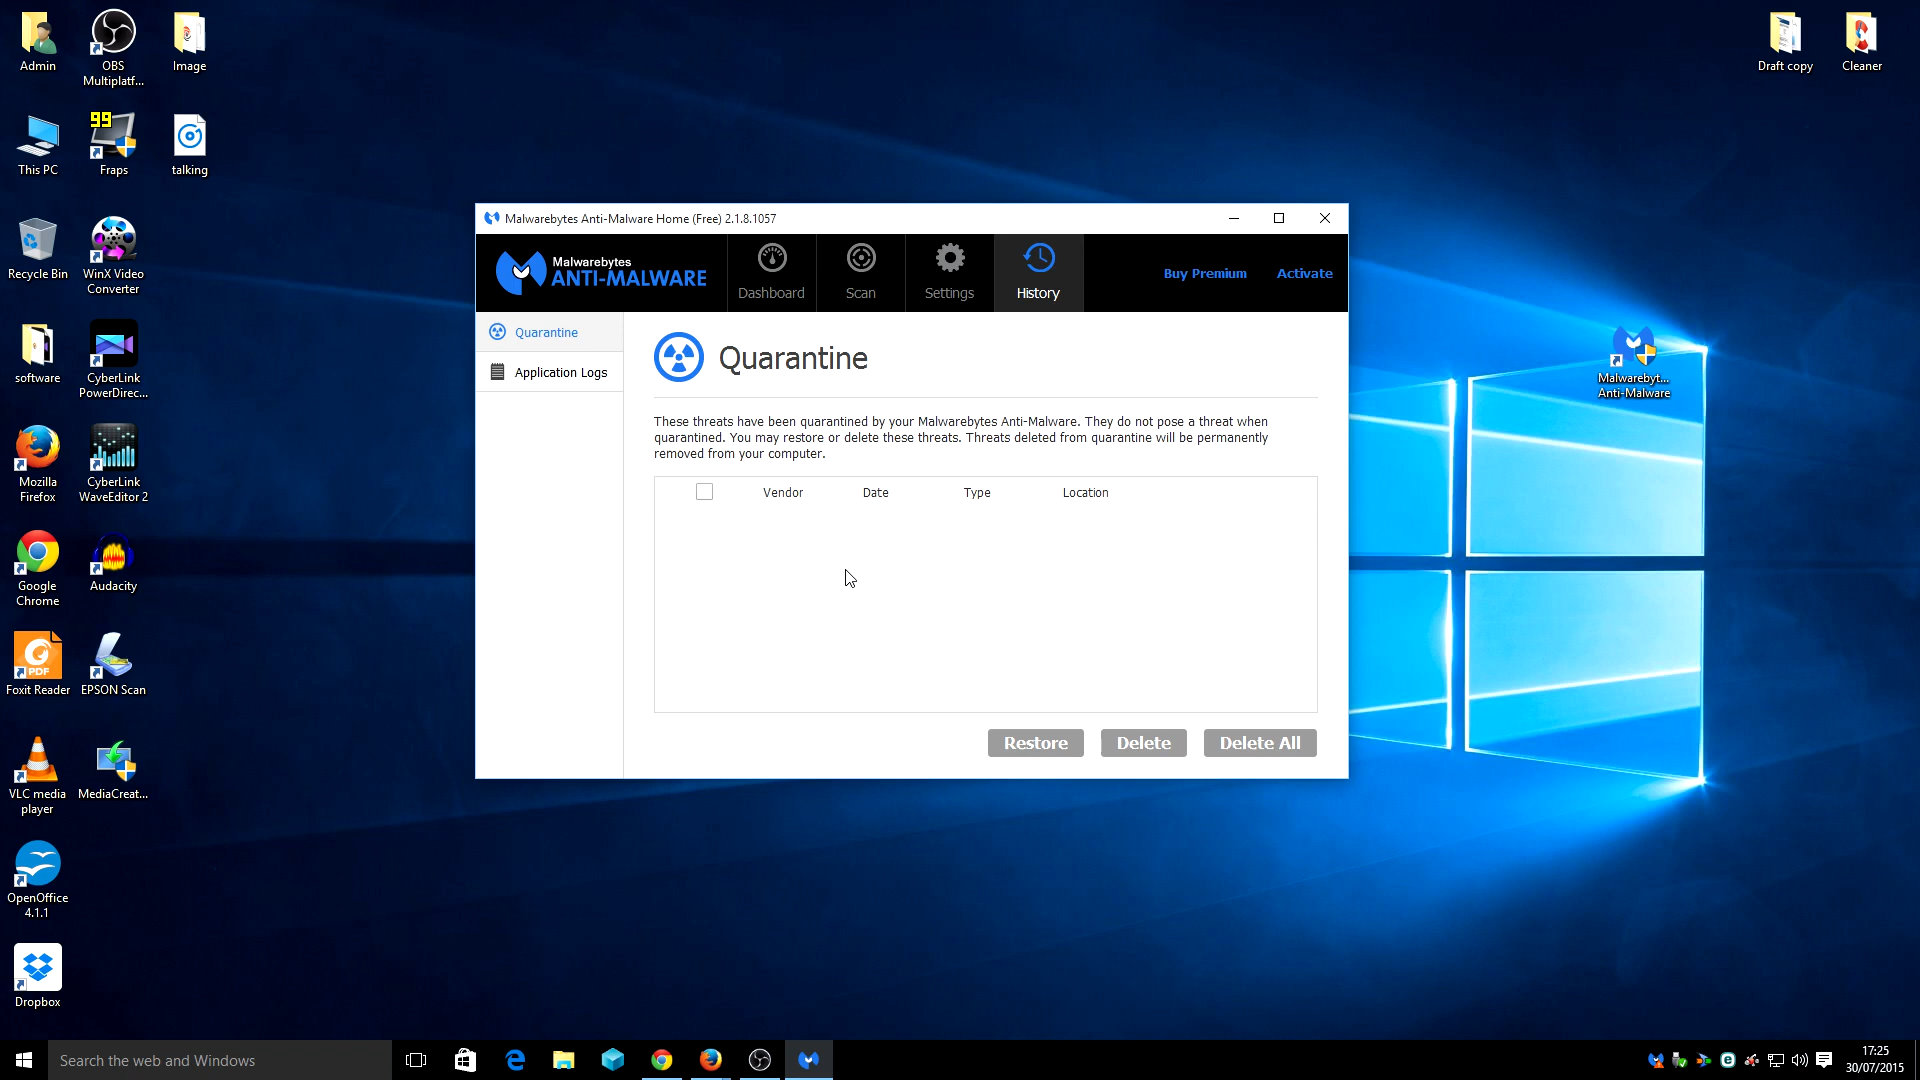 Admin
OBS
Multiplatf...
Image
This PC
99
Fraps
talking
Recycle Bin
WinX Video
Converter
software
CyberLink
PowerDirec...
Mozilla
Firefox
CyberLink
WaveEditor 2
Google
Chrome
Audacity
PDF
Foxit Reader
EPSON Scan
VLC media
player
MediaCreat...
OpenOffice
4.1.1
Dropbox
Draft copy
Cleaner
Malwarebyt...
Anti-Malware
Malwarebytes Anti-Malware Home (Free) 2.1.8.1057
Malwarebytes
ANTI-MALWARE
Dashboard
Scan
Settings
History
Buy Premium
Activate
Quarantine
Application Logs
Quarantine
These threats have been quarantined by your Malwarebytes Anti-Malware. They do not pose a threat when
quarantined. You may restore or delete these threats. Threats deleted from quarantine will be permanently
removed from your computer.
Vendor Date Type Location
Restore
Delete
Delete All
Search the web and Windows
17:25
30/07/2015